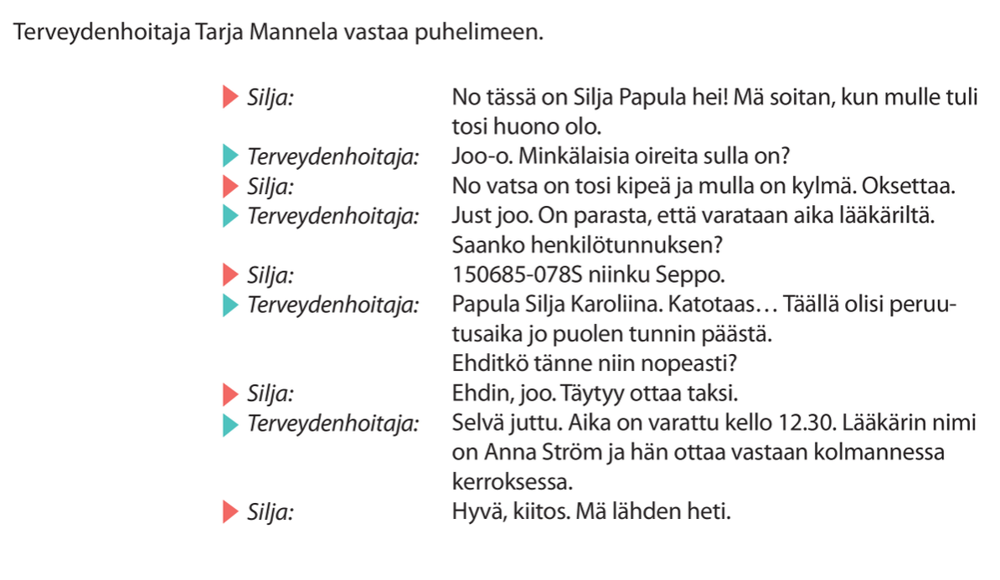 Terveydenhoitaja Tarja Mannela vastaa puhelimeen.
Silja: No tässä on Silja Papula hei! Mä soitan, kun mulle tuli
tosi huono olo.
Terveydenhoitaja: Joo-o. Minkälaisia oireita sulla on?
Silja: No vatsa on tosi kipeä ja mulla on kylmä. Oksettaa.
Terveydenhoitaja: Just joo. On parasta, että varataan aika lääkäriltä.
Saanko henkilötunnuksen?
Silja: 150685-078S niinku Seppo.
Terveydenhoitaja: Papula Silja Karoliina. Katotaas… Täällä olisi peruu-
tusaika jo puolen tunnin päästä.
Ehditkö tänne niin nopeasti?
Silja: Ehdin, joo. Täytyy ottaa taksi.
Terveydenhoitaja: Selvä juttu. Aika on varattu kello 12.30. Lääkärin nimi
on Anna Ström ja hän ottaa vastaan kolmannessa
kerroksessa.
Silja: Hyvä, kiitos. Mä lähden heti.